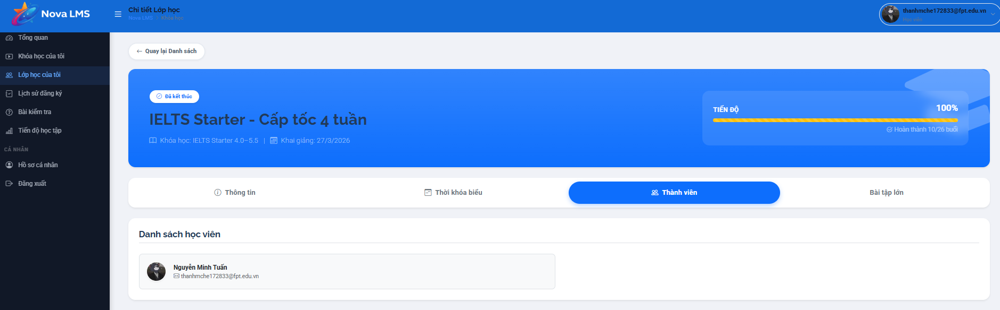 Nova LMS
Chi tiết Lớp học
Nova LMS > Khóa học
thanhmche172833@fpt.edu.vn
Học viên
Tổng quan
Khóa học của tôi
Lớp học của tôi
Lịch sử đăng ký
Bài kiểm tra
Tiến độ học tập
CÁ NHÂN
Hồ sơ cá nhân
Đăng xuất
Quay lại Danh sách
Đã kết thúc
IELTS Starter - Cấp tốc 4 tuần
Khóa học: IELTS Starter 4.0–5.5 | Khai giảng: 27/3/2026
TIẾN ĐỘ 100%
Hoàn thành 10/26 buổi
Thông tin
Thời khóa biểu
Thành viên
Bài tập lớn
Danh sách học viên
Nguyễn Minh Tuấn
thanhmche172833@fpt.edu.vn